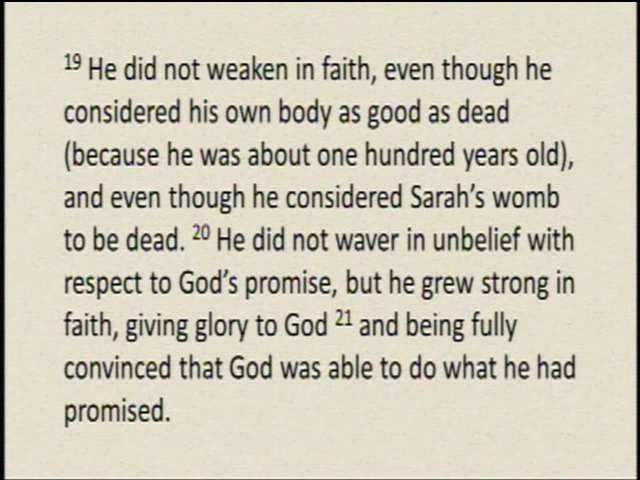 19 He did not weaken in faith, even though he
considered his own body as good as dead
(because he was about one hundred years old),
and even though he considered Sarah’s womb
to be dead. 20 He did not waver in unbelief with
respect to God’s promise, but he grew strong in
faith, giving glory to God 21 and being fully
convinced that God was able to do what he had
promised.